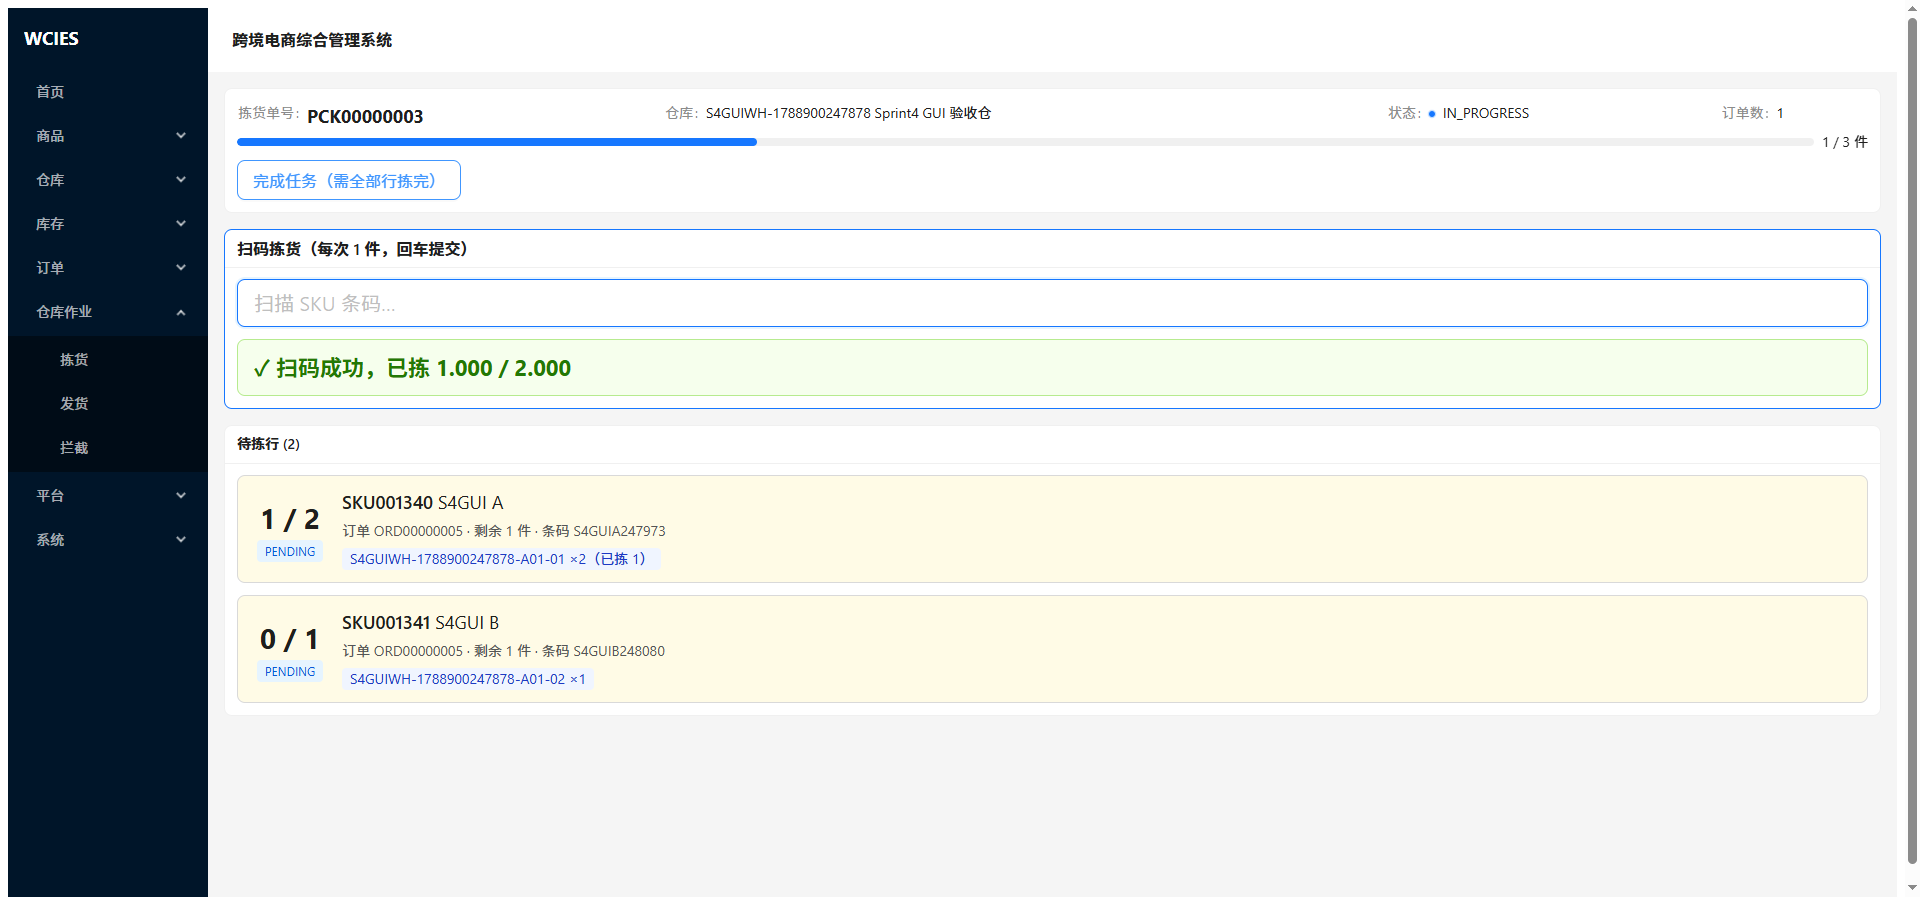 WCIES
首页
商品
仓库
库存
订单
仓库作业
拣货
发货
拦截
平台
系统
跨境电商综合管理系统
拣货单号： PCK00000003 仓库： S4GUIWH-1788900247878 Sprint4 GUI 验收仓 状态： IN_PROGRESS 订单数： 1
1 / 3 件
完成任务（需全部行拣完）
扫码拣货（每次 1 件，回车提交）
扫描 SKU 条码...
✓ 扫码成功，已拣 1.000 / 2.000
待拣行 (2)
1 / 2
PENDING
SKU001340 S4GUI A
订单 ORD00000005 · 剩余 1 件 · 条码 S4GUIA247973
S4GUIWH-1788900247878-A01-01 ×2（已拣 1）
0 / 1
PENDING
SKU001341 S4GUI B
订单 ORD00000005 · 剩余 1 件 · 条码 S4GUIB248080
S4GUIWH-1788900247878-A01-02 ×1